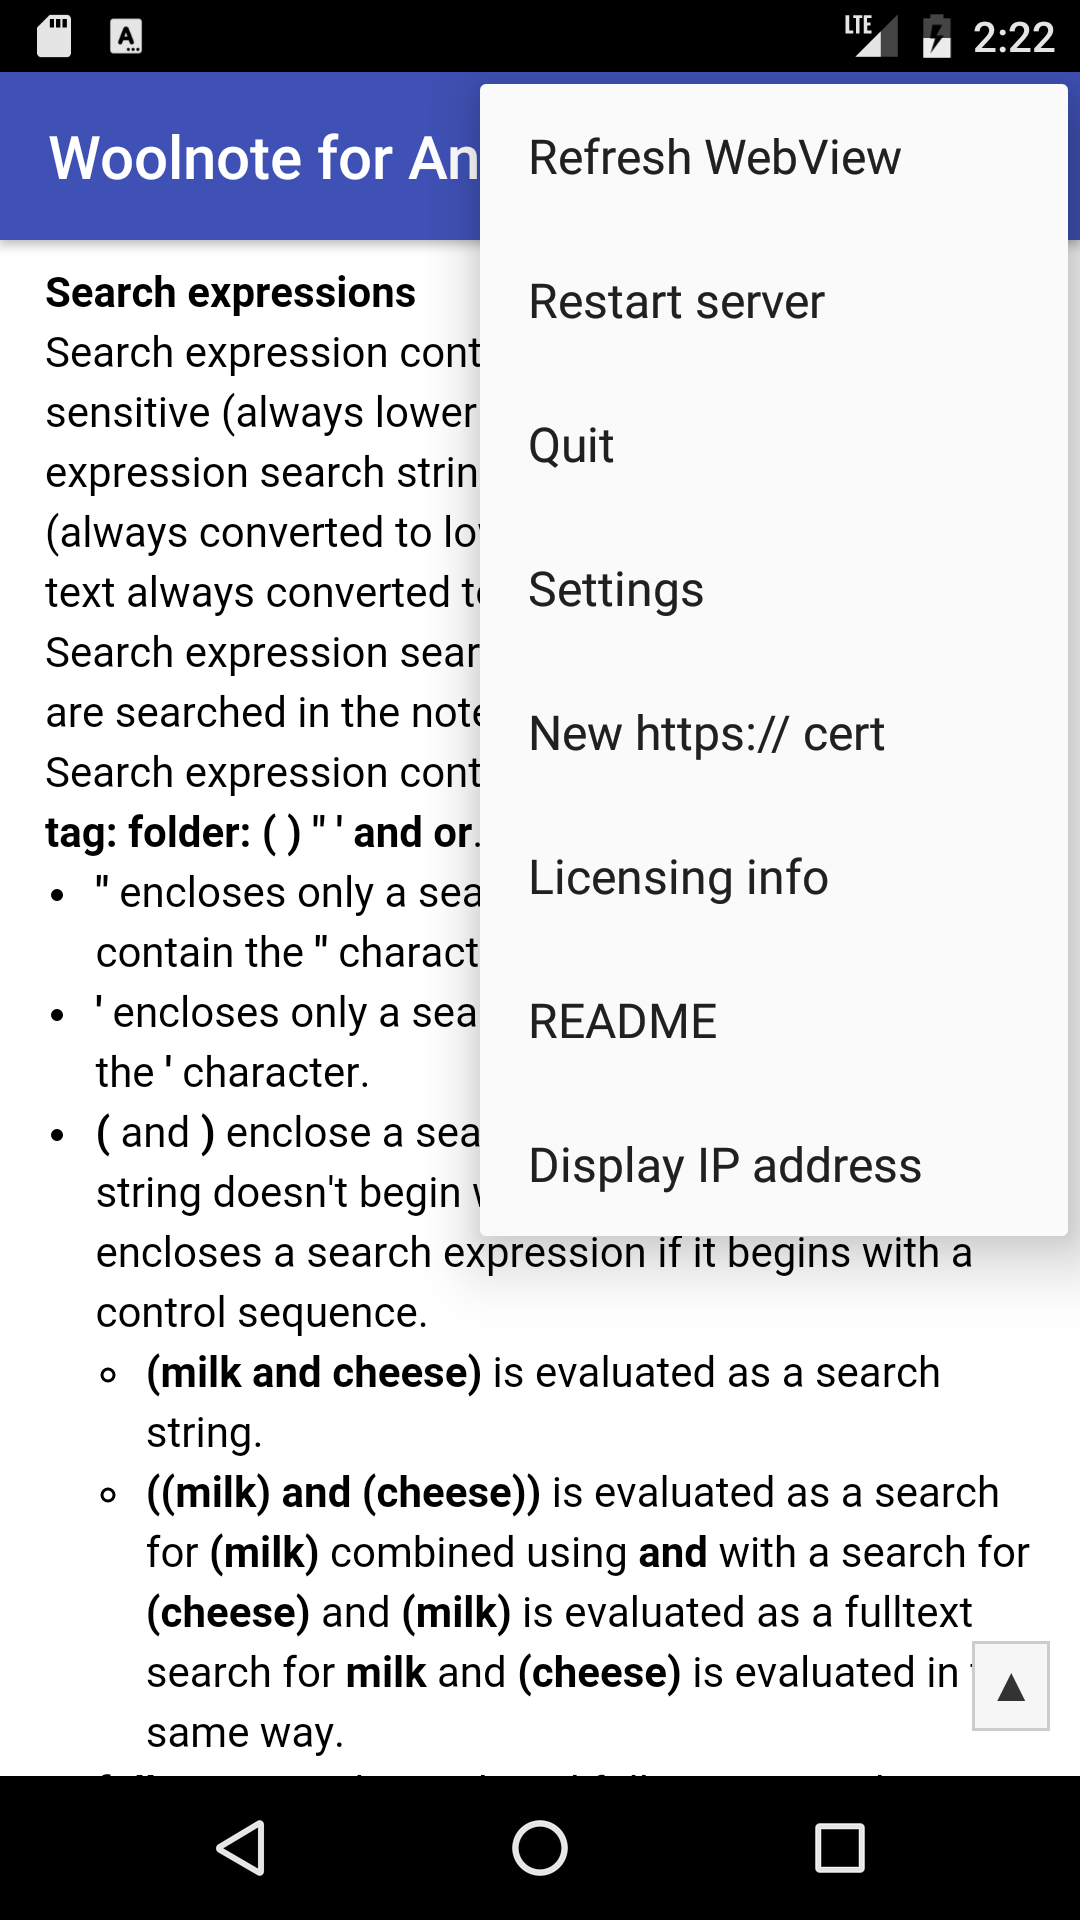 LTE 2:22
Woolnote for An
Refresh WebView
Restart server
Quit
Settings
New https:// cert
Licensing info
README
Display IP address
Search expressions
Search expression cont
sensitive (always lower
expression search strin
(always converted to lo
text always converted t
Search expression sear
are searched in the note
Search expression cont
tag: folder: ( ) " ' and or.
• " encloses only a sea
contain the " charact
• ' encloses only a sea
the ' character.
• ( and ) enclose a sea
string doesn't begin
encloses a search expression if it begins with a
control sequence.
(milk and cheese) is evaluated as a search
string.
((milk) and (cheese)) is evaluated as a search
for (milk) combined using and with a search for
(cheese) and (milk) is evaluated as a fulltext
search for milk and (cheese) is evaluated in
same way.